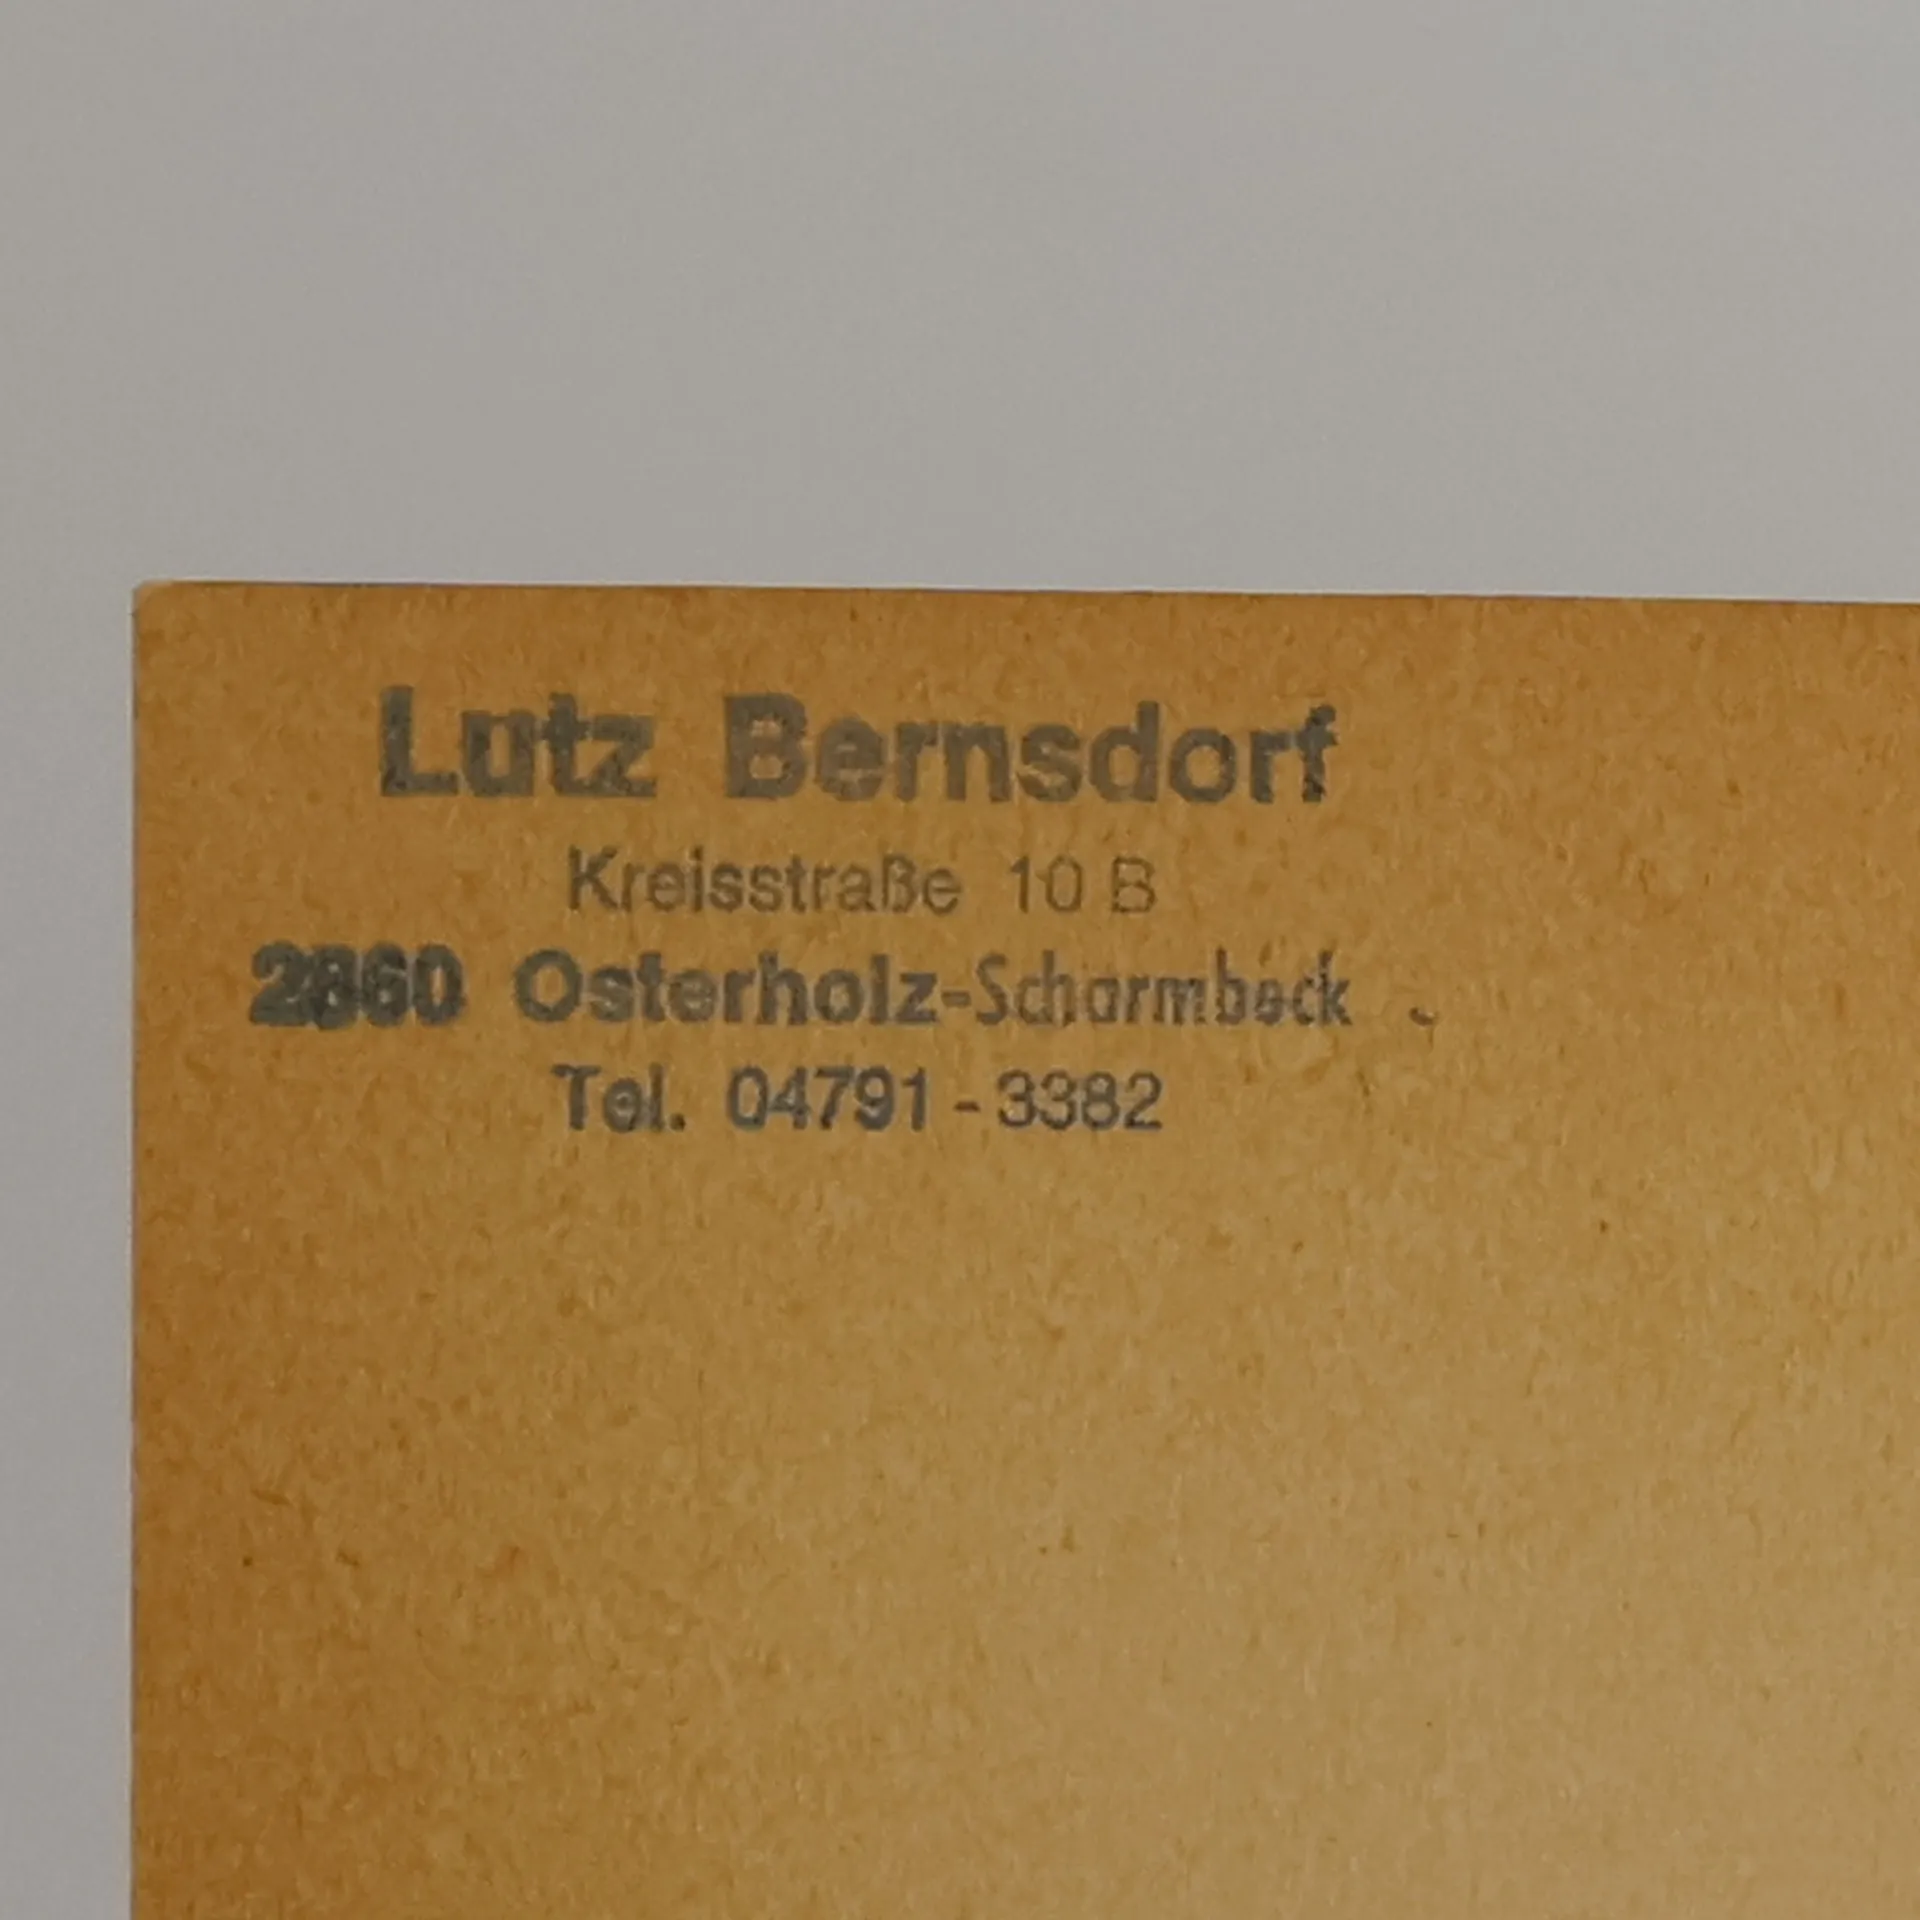 Lutz Bernsdorf
Kreisstraße 10 B
2860 Osterholz-Scharmbeck
Tel. 04791-3382